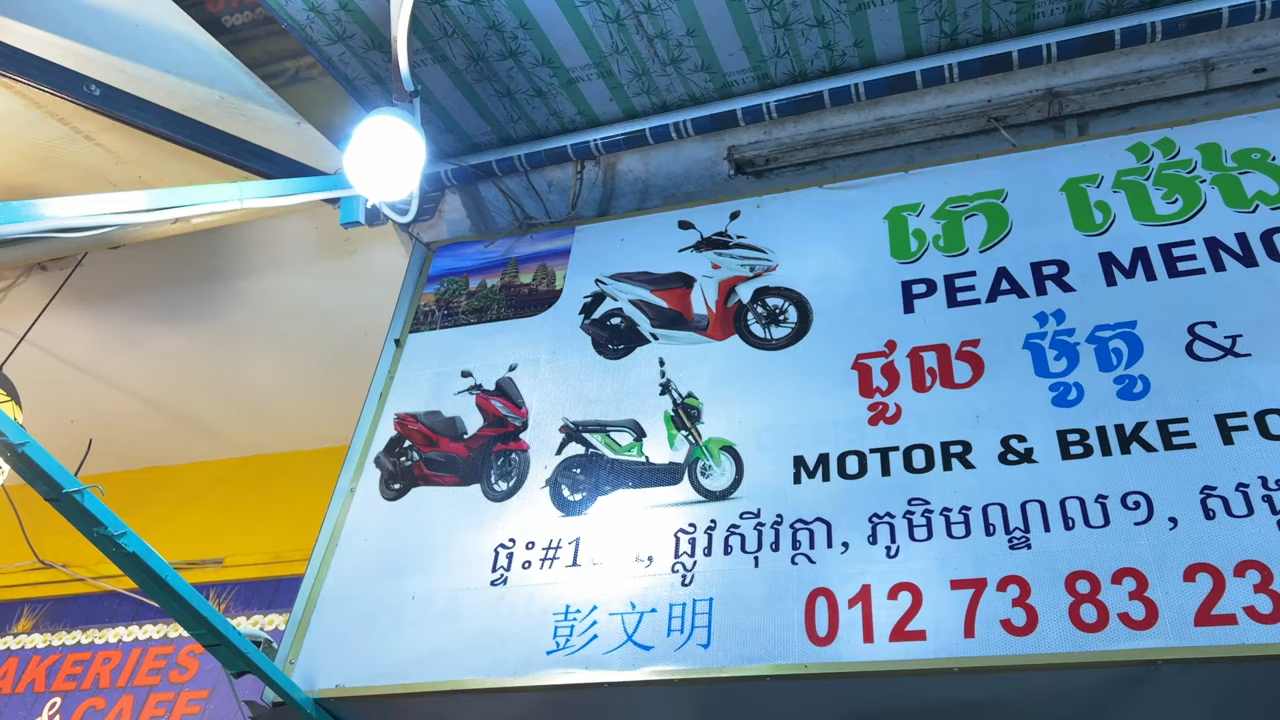 ភេ ម៉េង
PEAR MENG
ជួល ម៉ូតូ &
MOTOR & BIKE FO
ផ្ទះ#1 , ផ្លូវស៊ីវត្ថា, ភូមិមណ្ឌល១, សង្
彭文明
012 73 83 23
AKERIES
& CAFE